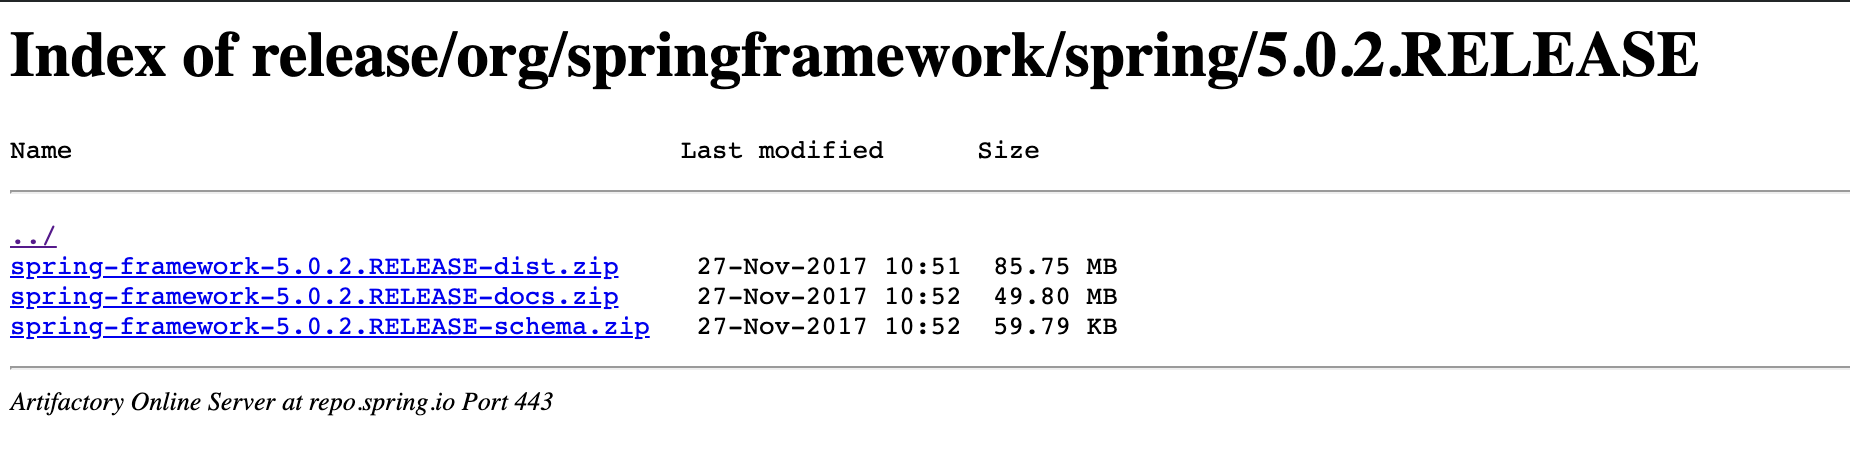 Index of release/org/springframework/spring/5.0.2.RELEASE
Name Last modified Size
../
spring-framework-5.0.2.RELEASE-dist.zip 27-Nov-2017 10:51 85.75 MB
spring-framework-5.0.2.RELEASE-docs.zip 27-Nov-2017 10:52 49.80 MB
spring-framework-5.0.2.RELEASE-schema.zip 27-Nov-2017 10:52 59.79 KB
Artifactory Online Server at repo.spring.io Port 443